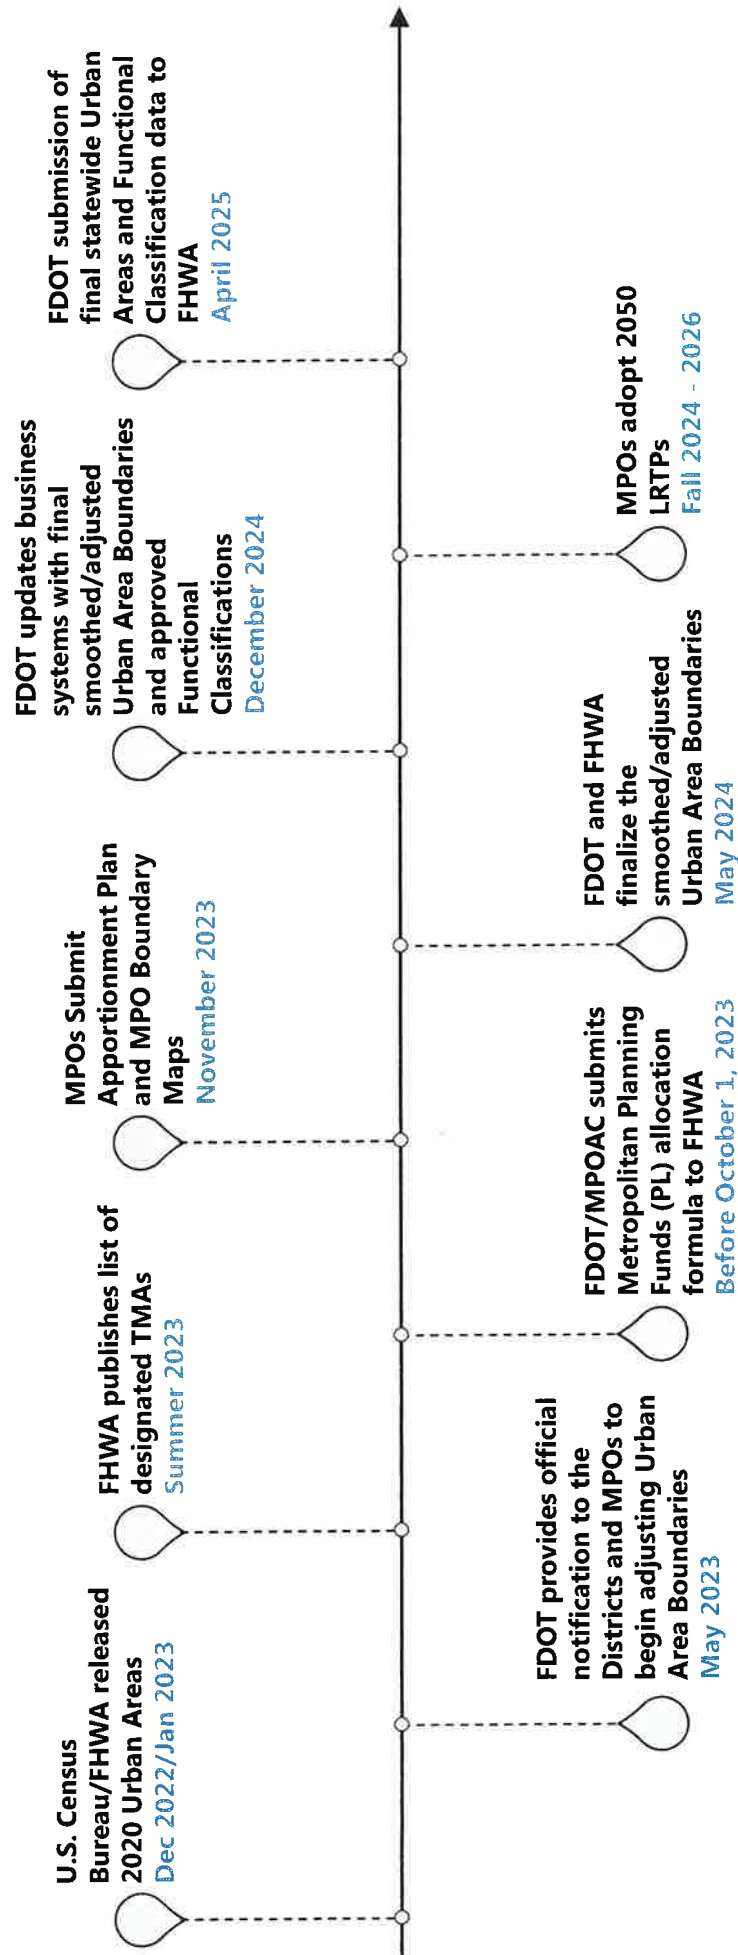 U.S. Census
Bureau/FHWA released
2020 Urban Areas
Dec 2022/Jan 2023
FDOT provides official
notification to the
Districts and MPOs to
begin adjusting Urban
Area Boundaries
May 2023
FHWA publishes list of
designated TMAs
Summer 2023
FDOT/MPOAC submits
Metropolitan Planning
Funds (PL) allocation
formula to FHWA
Before October 1, 2023
MPOs Submit
Apportionment Plan
and MPO Boundary
Maps
November 2023
FDOT and FHWA
finalize the
smoothed/adjusted
Urban Area Boundaries
May 2024
FDOT updates business
systems with final
smoothed/adjusted
Urban Area Boundaries
and approved
Functional
Classifications
December 2024
MPOs adopt 2050
LRTPs
Fall 2024 - 2026
FDOT submission of
final statewide Urban
Areas and Functional
Classification data to
FHWA
April 2025